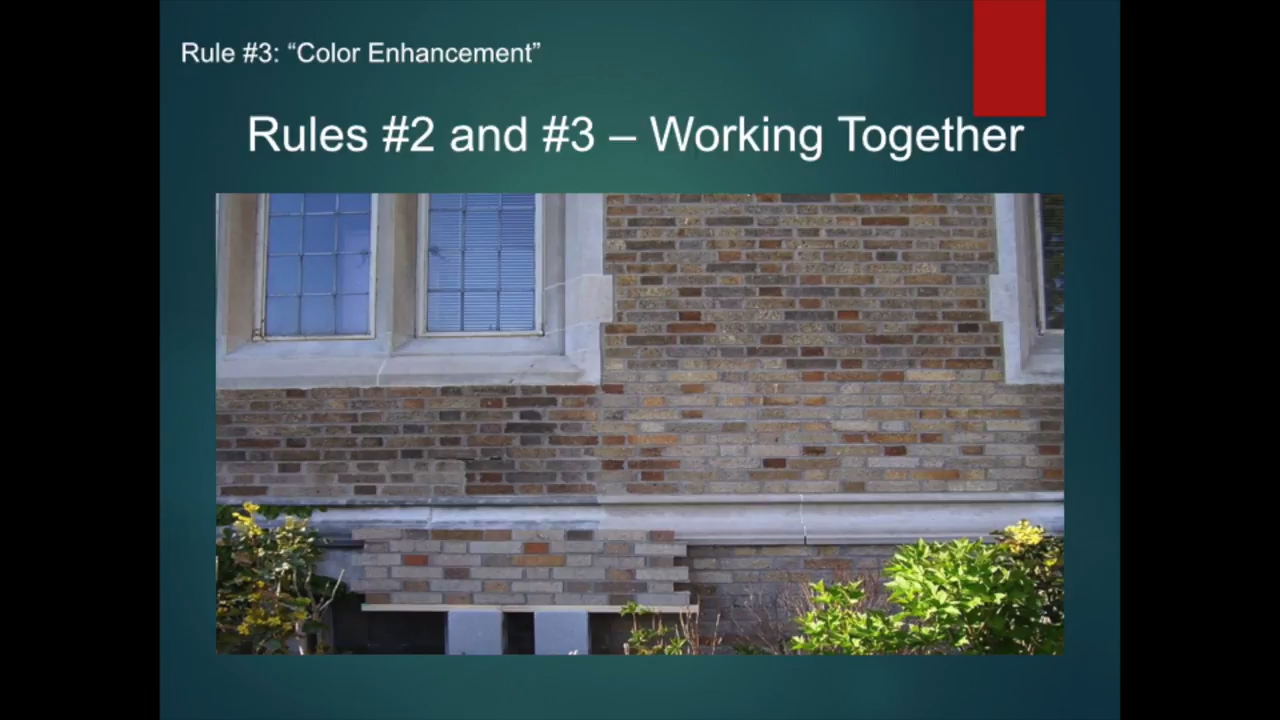 Rule #3: “Color Enhancement”
Rules #2 and #3 – Working Together